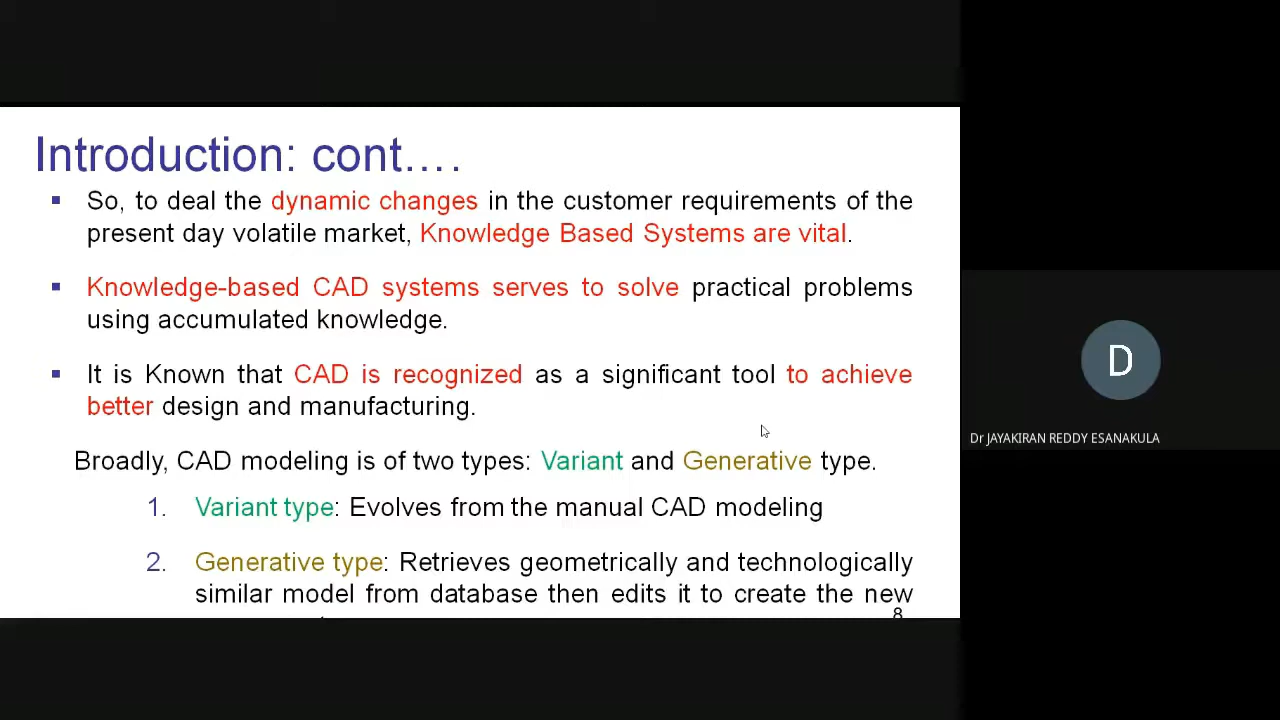 Introduction: cont….
▪ So, to deal the dynamic changes in the customer requirements of the
present day volatile market, Knowledge Based Systems are vital.
▪ Knowledge-based CAD systems serves to solve practical problems
using accumulated knowledge.
▪ It is Known that CAD is recognized as a significant tool to achieve
better design and manufacturing.
Broadly, CAD modeling is of two types: Variant and Generative type.
1. Variant type: Evolves from the manual CAD modeling
2. Generative type: Retrieves geometrically and technologically
similar model from database then edits it to create the new
8
D
Dr JAYAKIRAN REDDY ESANAKULA